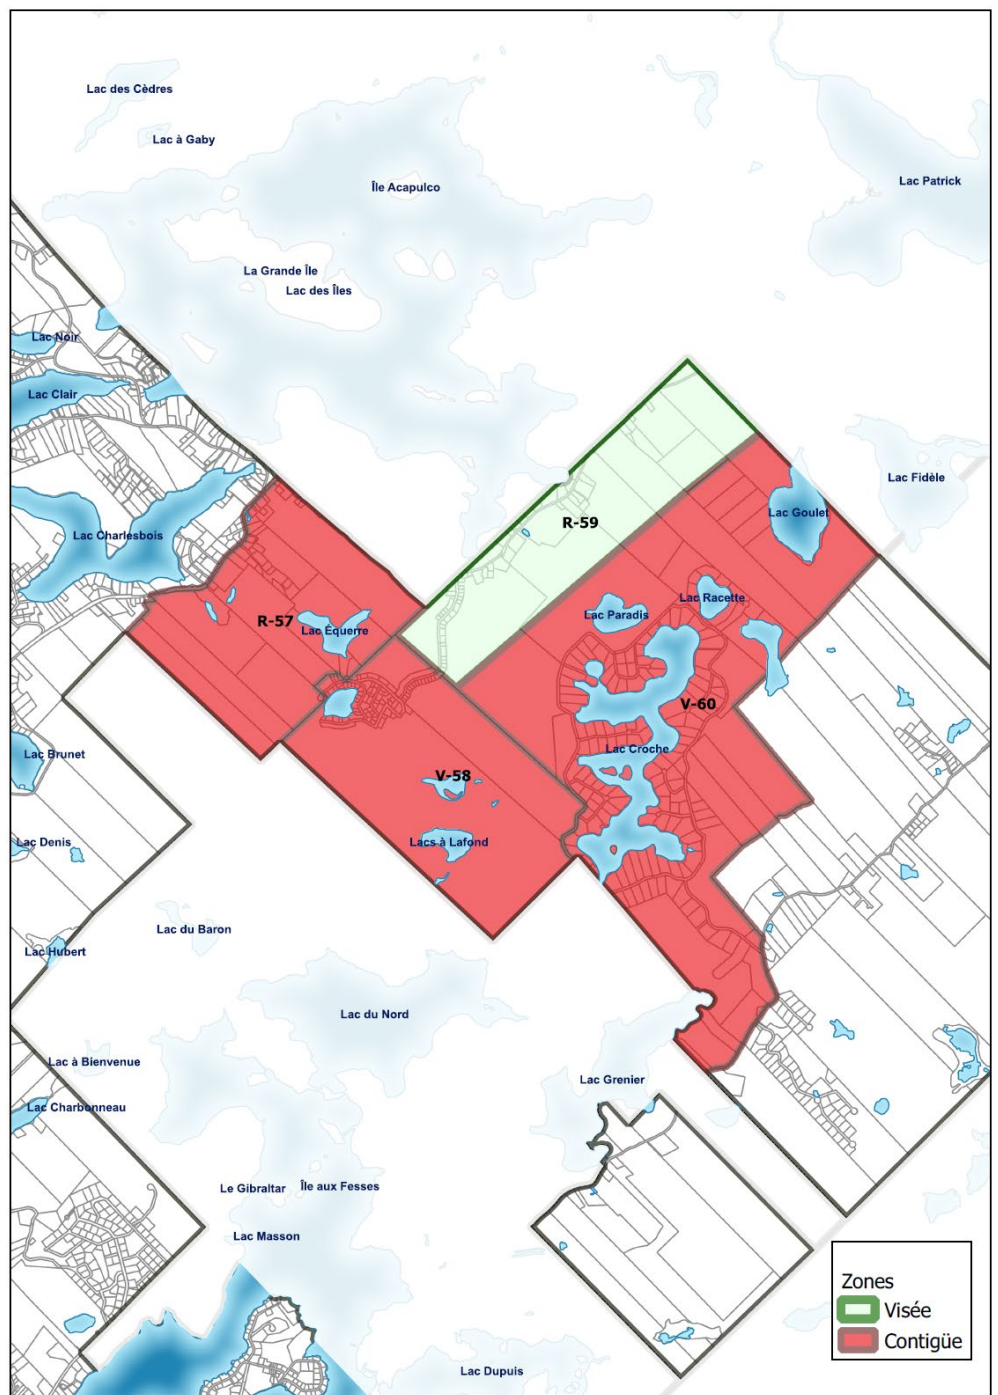 Lac des Cèdres
Lac à Gaby
Île Acapulco
Lac Patrick
La Grande Île
Lac des Îles
Lac Noir
Lac Clair
Lac Fidèle
Lac Goulet
R-59
Lac Charlesbois
Lac Racette
Lac Paradis
R-57
Lac Équerre
V-60
Lac Croche
Lac Brunet
V-58
Lac Denis
Lacs à Lafond
Lac du Baron
Lac Hubert
Lac du Nord
Lac à Bienvenue
Lac Grenier
Lac Charbonneau
Le Gibraltar
Île aux Fesses
Lac Masson
Zones
Visée
Contigüe
Lac Dupuis